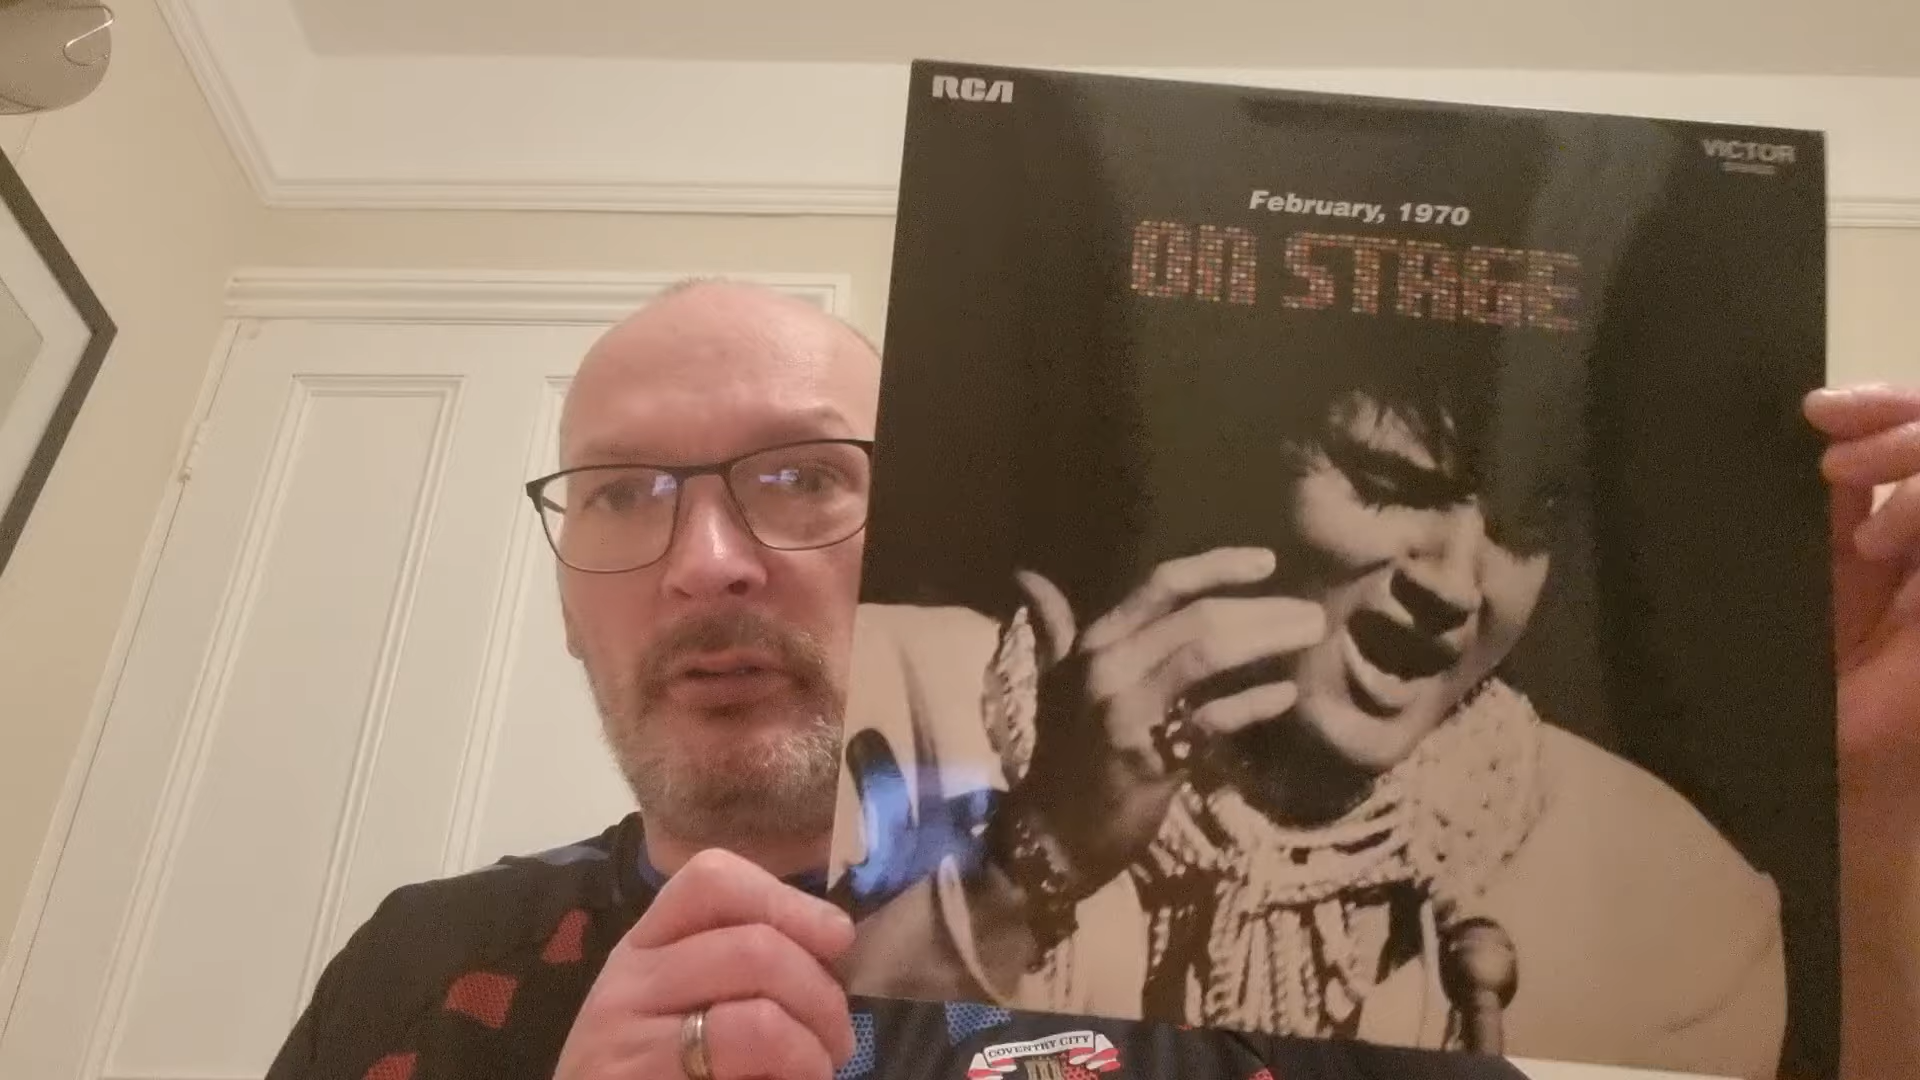 RCA
VICTOR
February, 1970
ON STAGE
COVENTRY CITY